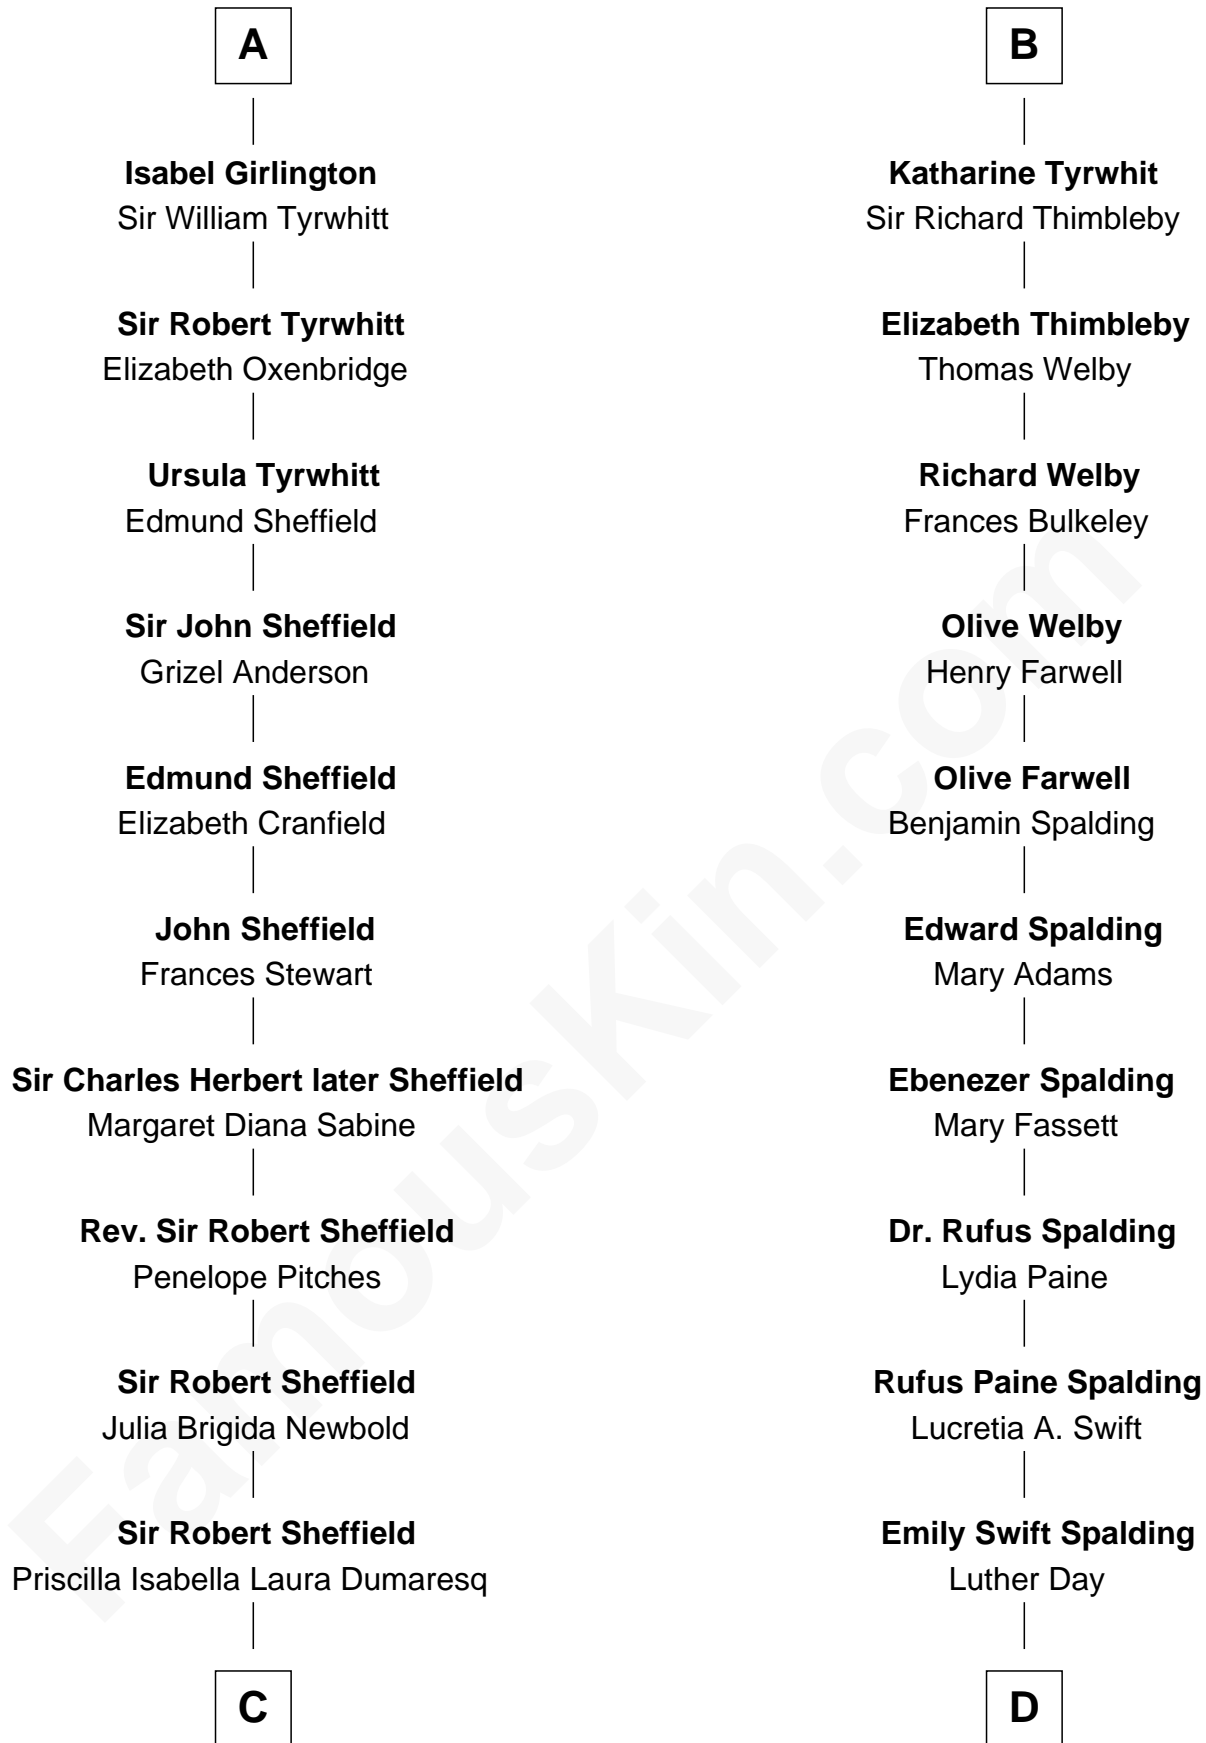 A
Isabel Girlington
Sir William Tyrwhitt
Sir Robert Tyrwhitt
Elizabeth Oxenbridge
Ursula Tyrwhitt
Edmund Sheffield
Sir John Sheffield
Grizel Anderson
Edmund Sheffield
Elizabeth Cranfield
John Sheffield
Frances Stewart
Sir Charles Herbert later Sheffield
Margaret Diana Sabine
Rev. Sir Robert Sheffield
Penelope Pitches
Sir Robert Sheffield
Julia Brigida Newbold
Sir Robert Sheffield
Priscilla Isabella Laura Dumaresq
C
B
Katharine Tyrwhit
Sir Richard Thimbleby
Elizabeth Thimbleby
Thomas Welby
Richard Welby
Frances Bulkeley
Olive Welby
Henry Farwell
Olive Farwell
Benjamin Spalding
Edward Spalding
Mary Adams
Ebenezer Spalding
Mary Fassett
Dr. Rufus Spalding
Lydia Paine
Rufus Paine Spalding
Lucretia A. Swift
Emily Swift Spalding
Luther Day
D
FamousKin.com